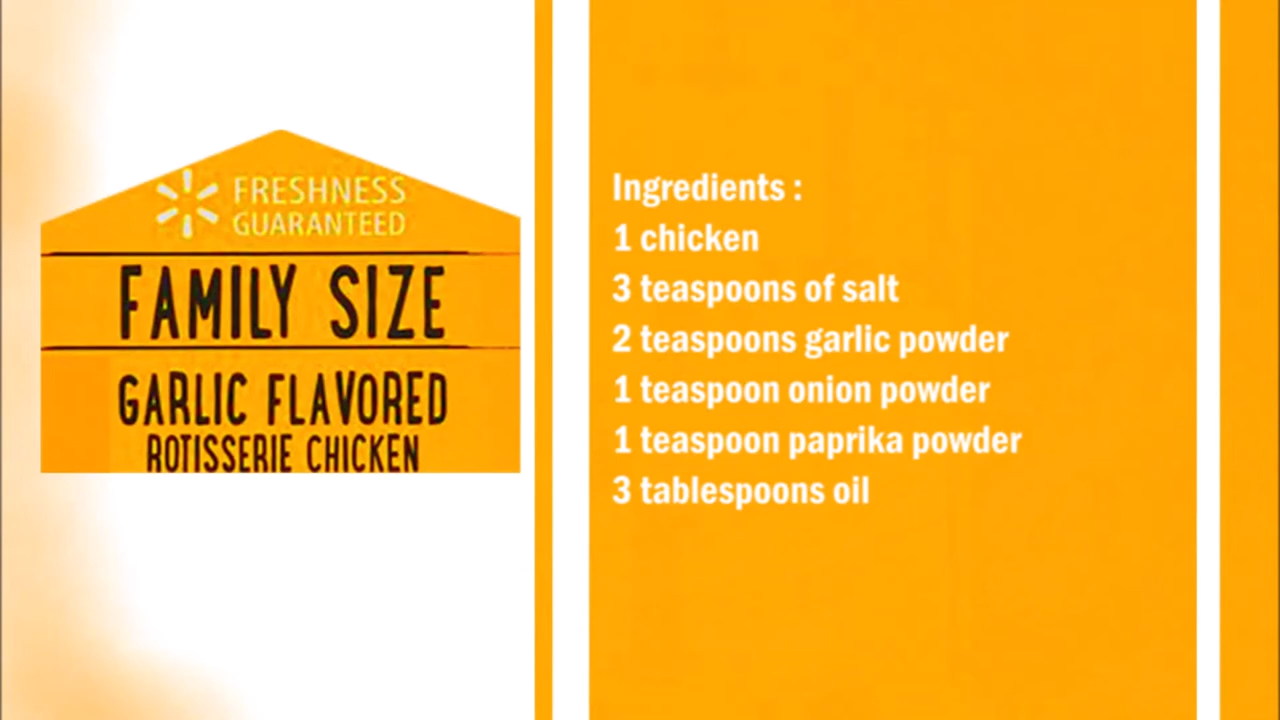 FRESHNESS
GUARANTEED
FAMILY SIZE
GARLIC FLAVORED
ROTISSERIE CHICKEN
Ingredients :
1 chicken
3 teaspoons of salt
2 teaspoons garlic powder
1 teaspoon onion powder
1 teaspoon paprika powder
3 tablespoons oil